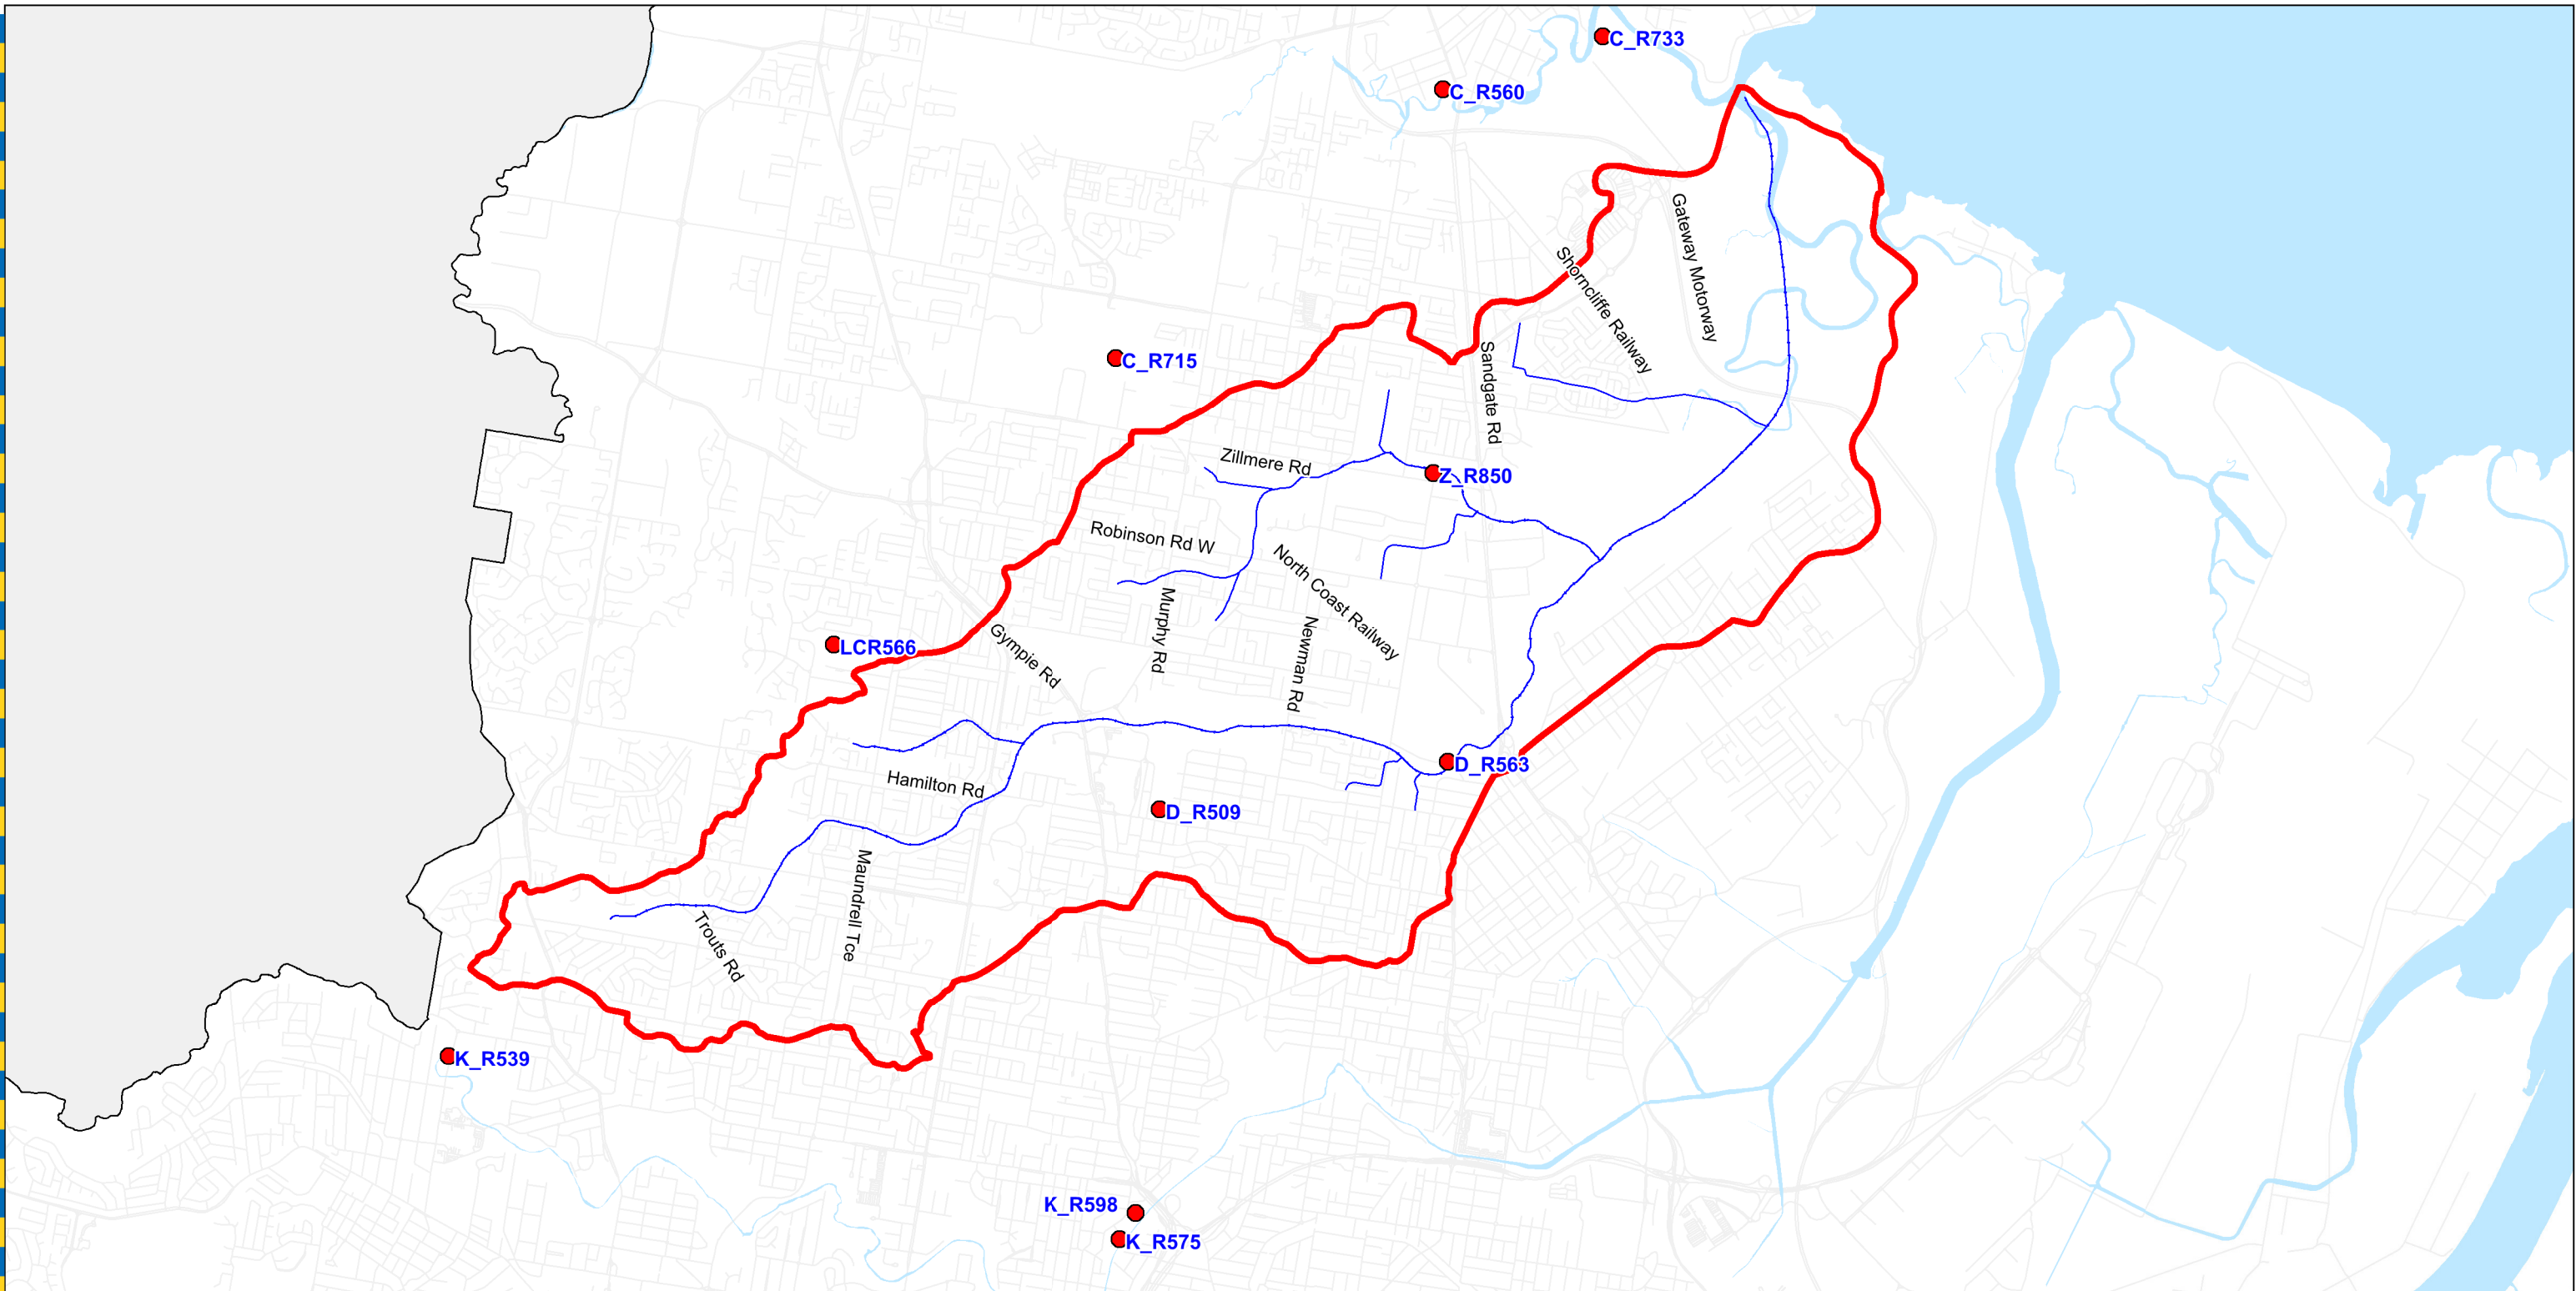 C_R733
C_R560
Gateway Motorway
Shorncliffe Railway
C_R715
Sandgate Rd
Zillmere Rd
Z_R850
Robinson Rd W
North Coast Railway
Murphy Rd
Newman Rd
Gympie Rd
LCR566
D_R563
Hamilton Rd
D_R509
Maundrell Tce
Trouts Rd
K_R539
K_R598
K_R575